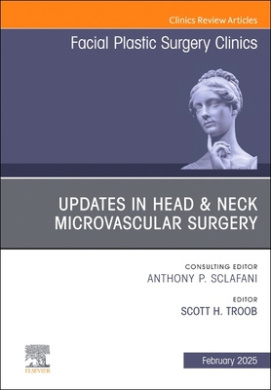 Clinics Review Articles
Facial Plastic Surgery Clinics
UPDATES IN HEAD & NECK
MICROVASCULAR SURGERY
CONSULTING EDITOR
ANTHONY P. SCLAFANI
EDITOR
SCOTT H. TROOB
ELSEVIER
February 2025